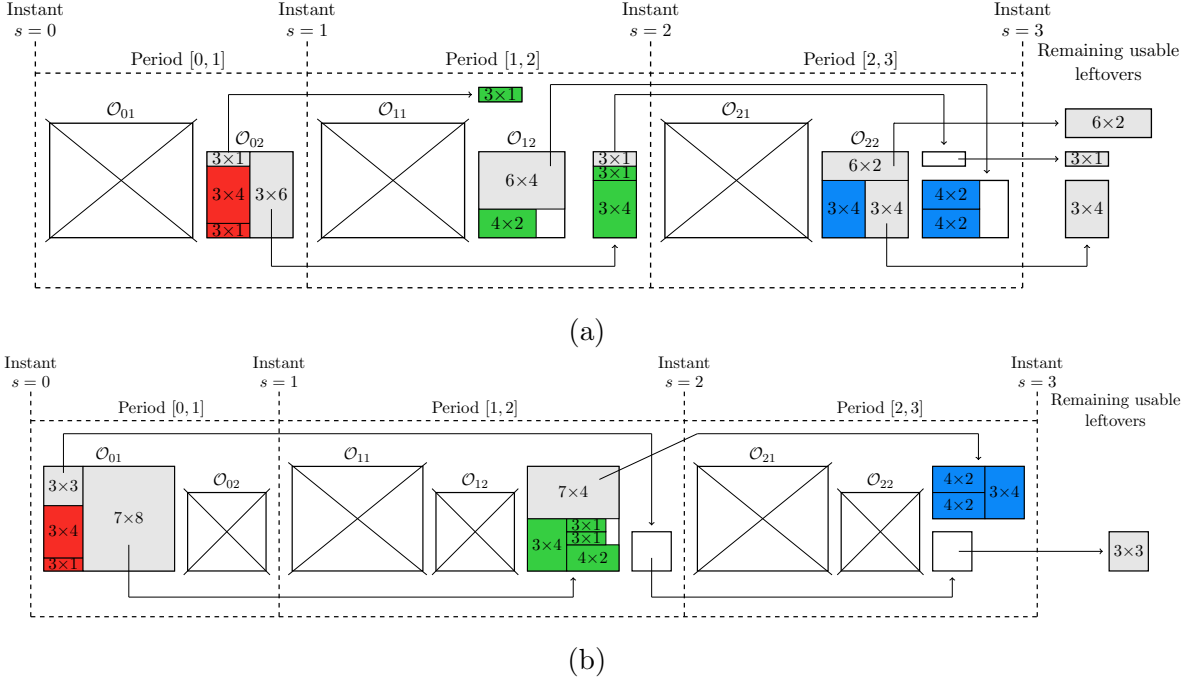 Instant Instant Instant Instant
s = 0 s = 1 s = 2 s = 3
Period [0, 1] Period [1, 2] Period [2, 3] Remaining usable
leftovers
3×1
𝒪01 𝒪11 𝒪21
6×2
𝒪02 𝒪12 𝒪22
3×1 3×1 3×1
6×2
3×1
6×4
3×4 3×6 3×4 4×2
3×4 3×4 3×4
4×2 4×2
3×1
(a)
Instant Instant Instant Instant
s = 0 s = 1 s = 2 s = 3
Period [0, 1] Period [1, 2] Period [2, 3] Remaining usable
leftovers
𝒪01 𝒪11 𝒪21
𝒪02 𝒪12 𝒪22
3×3 7×4 4×2 3×4
4×2
7×8
3×4 3×1
3×4 3×1
3×3
3×1 4×2
(b)